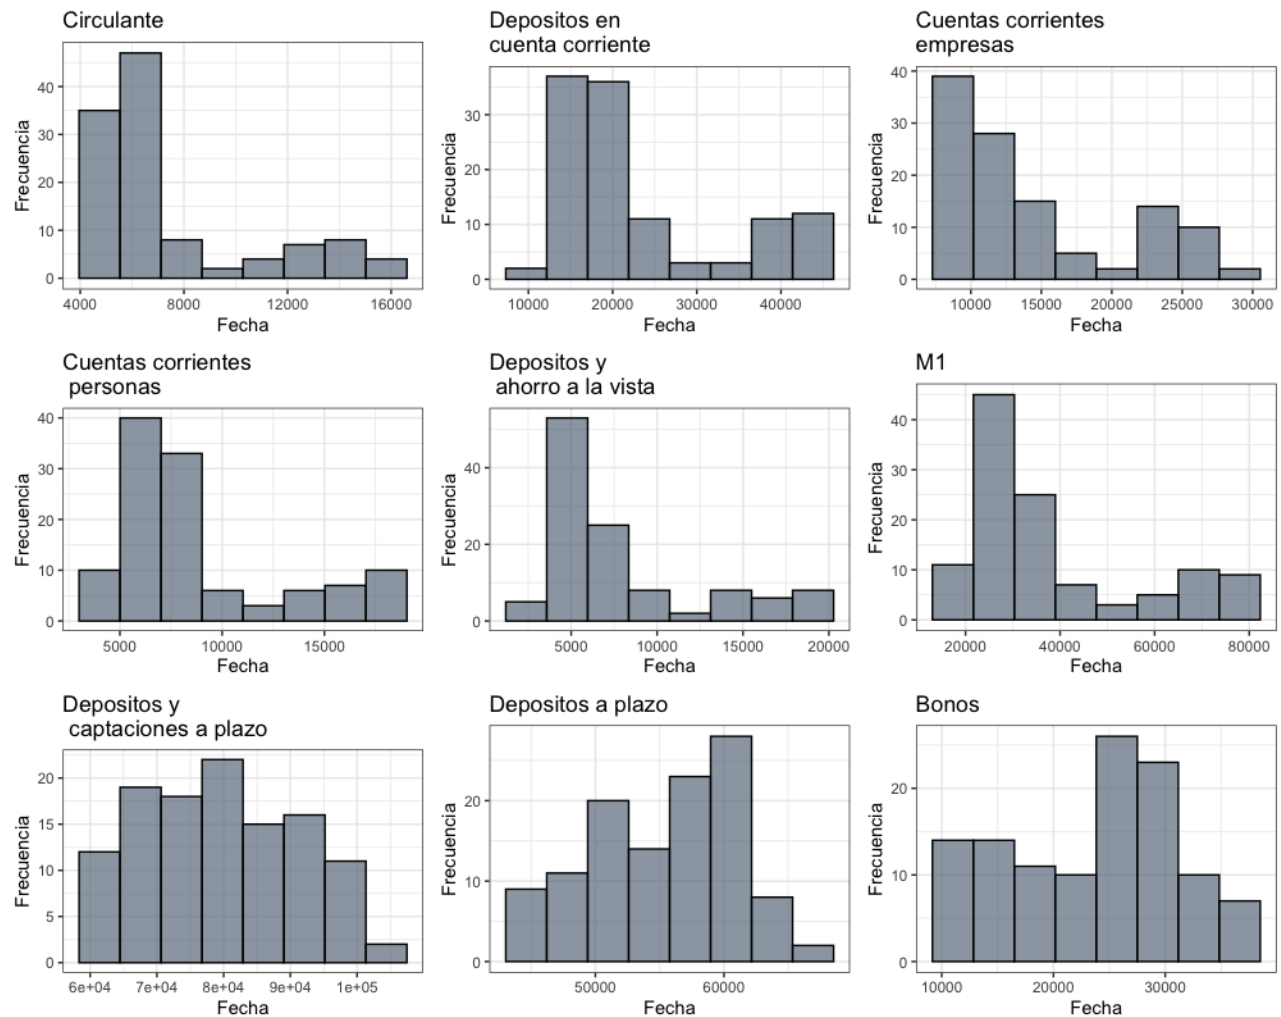 Circulante
Frecuencia
40
30
20
10
0
4000 8000 12000 16000
Fecha
Depositos en
cuenta corriente
Frecuencia
30
20
10
0
10000 20000 30000 40000
Fecha
Cuentas corrientes
empresas
Frecuencia
40
30
20
10
0
10000 15000 20000 25000 30000
Fecha
Cuentas corrientes
personas
Frecuencia
40
30
20
10
0
5000 10000 15000
Fecha
Depositos y
ahorro a la vista
Frecuencia
40
20
0
5000 10000 15000 20000
Fecha
M1
Frecuencia
40
30
20
10
0
20000 40000 60000 80000
Fecha
Depositos y
captaciones a plazo
Frecuencia
20
15
10
5
0
6e+04 7e+04 8e+04 9e+04 1e+05
Fecha
Depositos a plazo
Frecuencia
20
10
0
50000 60000
Fecha
Bonos
Frecuencia
20
10
0
10000 20000 30000
Fecha